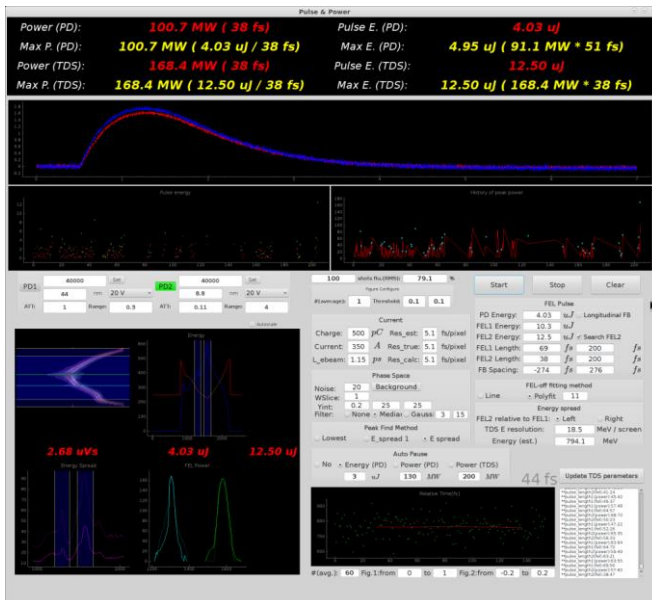 Pulse & Power
Power (PD): 100.7 MW ( 38 fs) Pulse E. (PD): 4.03 uJ
Max P. (PD): 100.7 MW ( 4.03 uJ / 38 fs) Max E. (PD): 4.95 uJ ( 91.1 MW * 51 fs)
Power (TDS): 168.4 MW ( 38 fs) Pulse E. (TDS): 12.50 uJ
Max P. (TDS): 168.4 MW ( 12.50 uJ / 38 fs) Max E. (TDS): 12.50 uJ ( 168.4 MW * 38 fs)
Pulse energy History of peak power
PD1 40000 Set PD2 40000 Set
44 nm 20 V 8.8 nm 20 V
ATT: 1 Range: 0.3 ATT: 0.11 Range: 4
Autoscale
100 shots Flu.(RMS): 79.1 %
Figure Configure
#(average): 1 Threshold: 0.1 0.1
Current
Charge: 500 pC Res_est: 5.1 fs/pixel
Current: 350 A Res_true: 5.1 fs/pixel
L_ebeam: 1.15 ps Res_calc: 5.1 fs/pixel
Phase Space
Noise: 20 Background
WSlice: 1
Yint: 0.2 25 25
Filter: None Median Gauss: 3 15
Peak Find Method
Lowest E_spread 1 E spread
Auto Pause
No Energy (PD) Power (PD) Power (TDS)
3 uJ 130 MW 200 MW
Start Stop Clear
FEL Pulse
PD Energy: 4.03 uJ Longitudinal FB
FEL1 Energy: 10.3 uJ
FEL2 Energy: 12.5 uJ Search FEL2
FEL1 Length: 69 fs 200 fs
FEL2 Length: 38 fs 200 fs
FB Spacing: -274 fs 276 fs
FEL-off fitting method
Line Polyfit 11
Energy spread
FEL2 relative to FEL1: Left Right
TDS E resolution: 18.5 MeV / screen
Energy (est.) 794.1 MeV
44 fs Update TDS parameters
Energy
2.68 uVs 4.03 uJ 12.50 uJ
Energy Spread FEL Power
Relative Time(fs)
#(avg.): 60 Fig.1:from 0 to 1 Fig.2:from -0.2 to 0.2